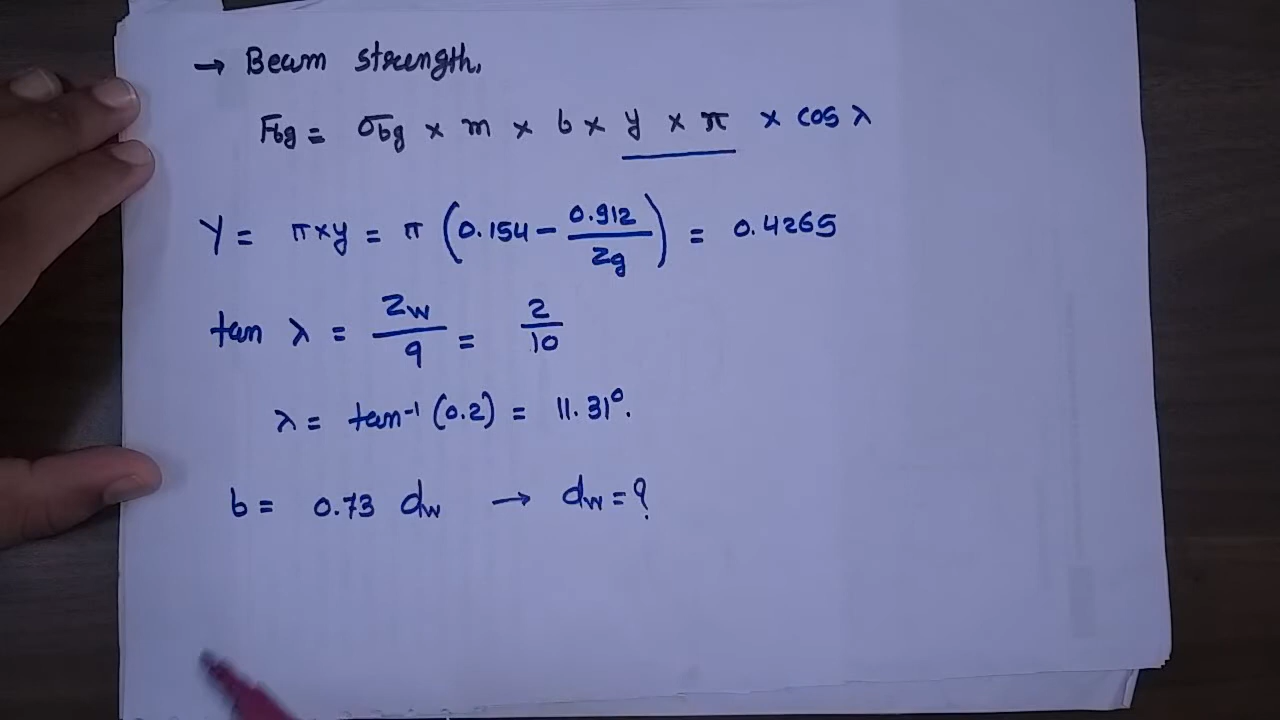 → Beam strength,
Fbg = σbg × m × b × y × π × cos λ
Y = π×y = π (0.154 - 0.912/Zg) = 0.4265
tan λ = Zw/q = 2/10
λ = tan-1 (0.2) = 11.31°.
b = 0.73 dw → dw = ?